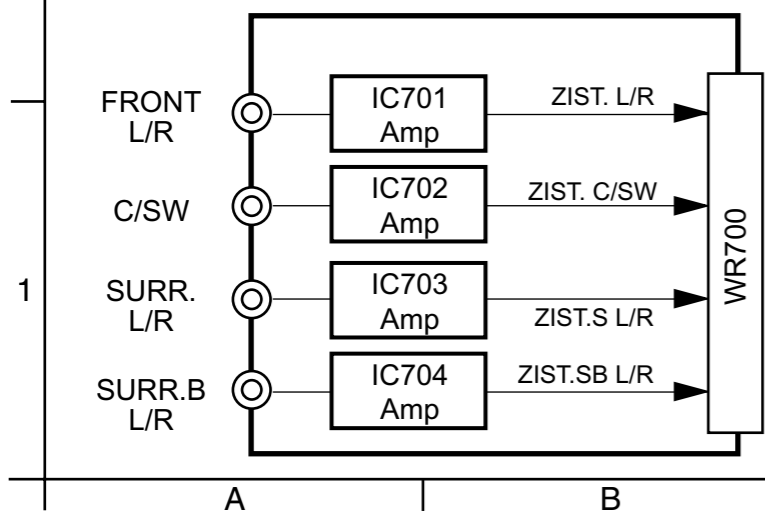 FRONT
L/R
IC701
Amp
ZIST. L/R
C/SW
IC702
Amp
ZIST. C/SW
WR700
1
SURR.
L/R
IC703
Amp
ZIST.S L/R
SURR.B
L/R
IC704
Amp
ZIST.SB L/R
A
B